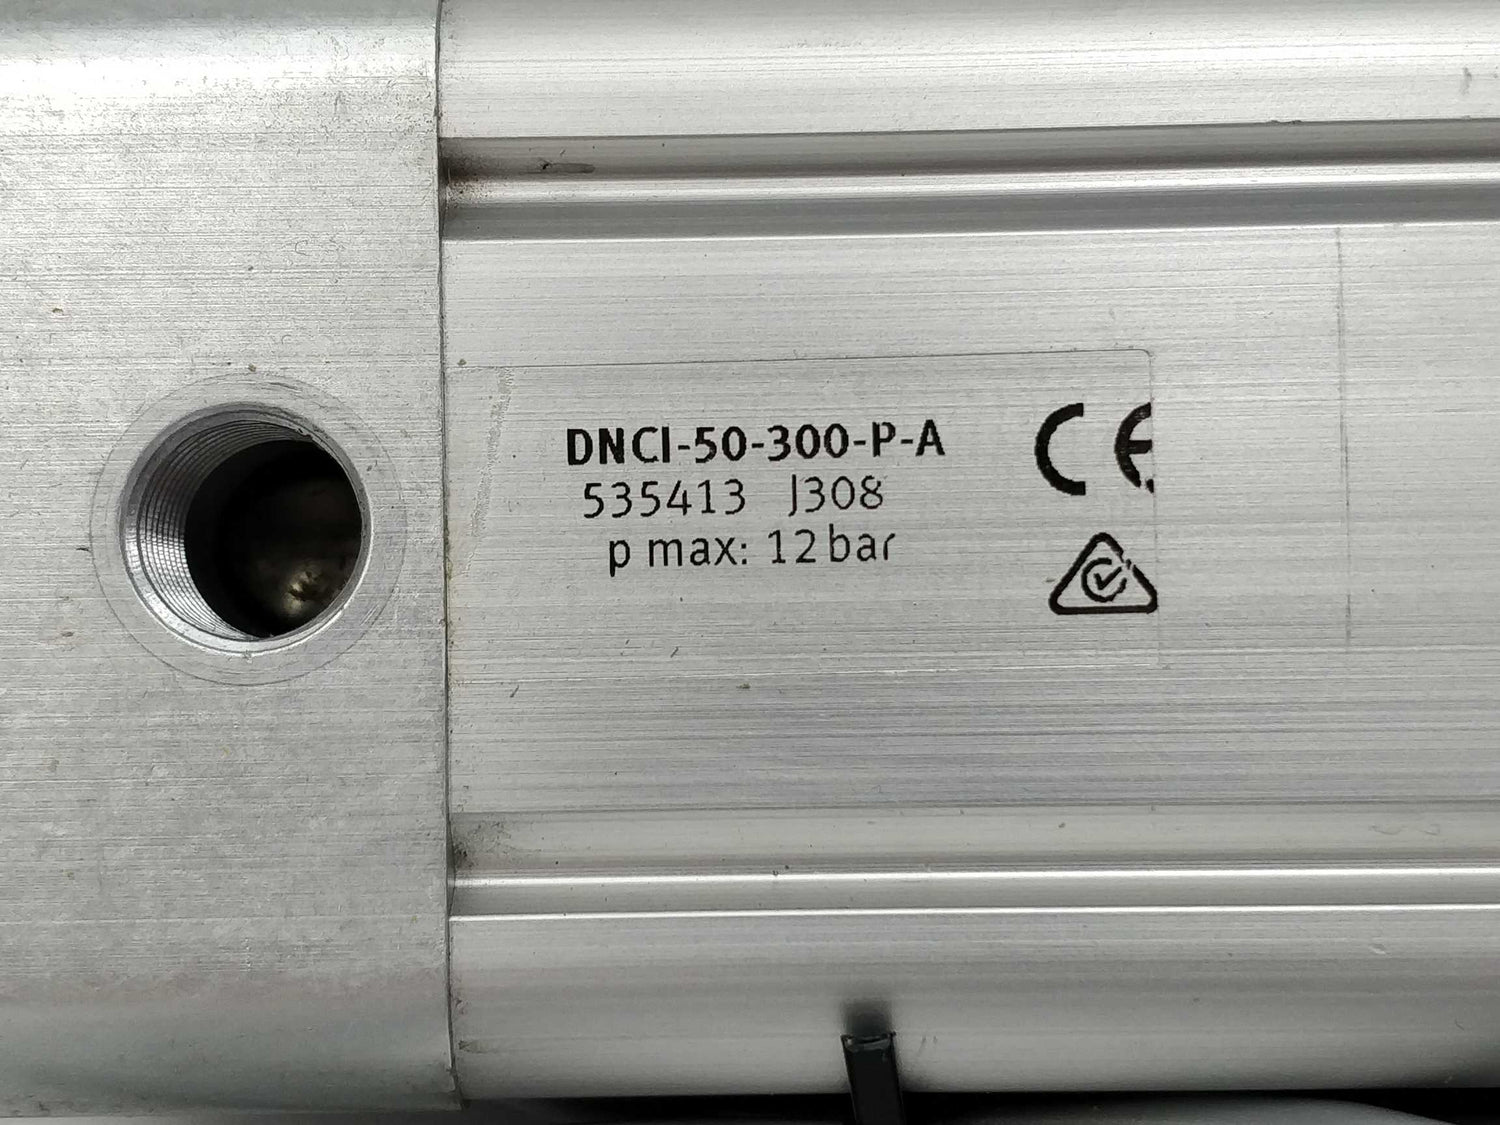 DNCI-50-300-P-A
535413 J308
p max: 12 bar
CE